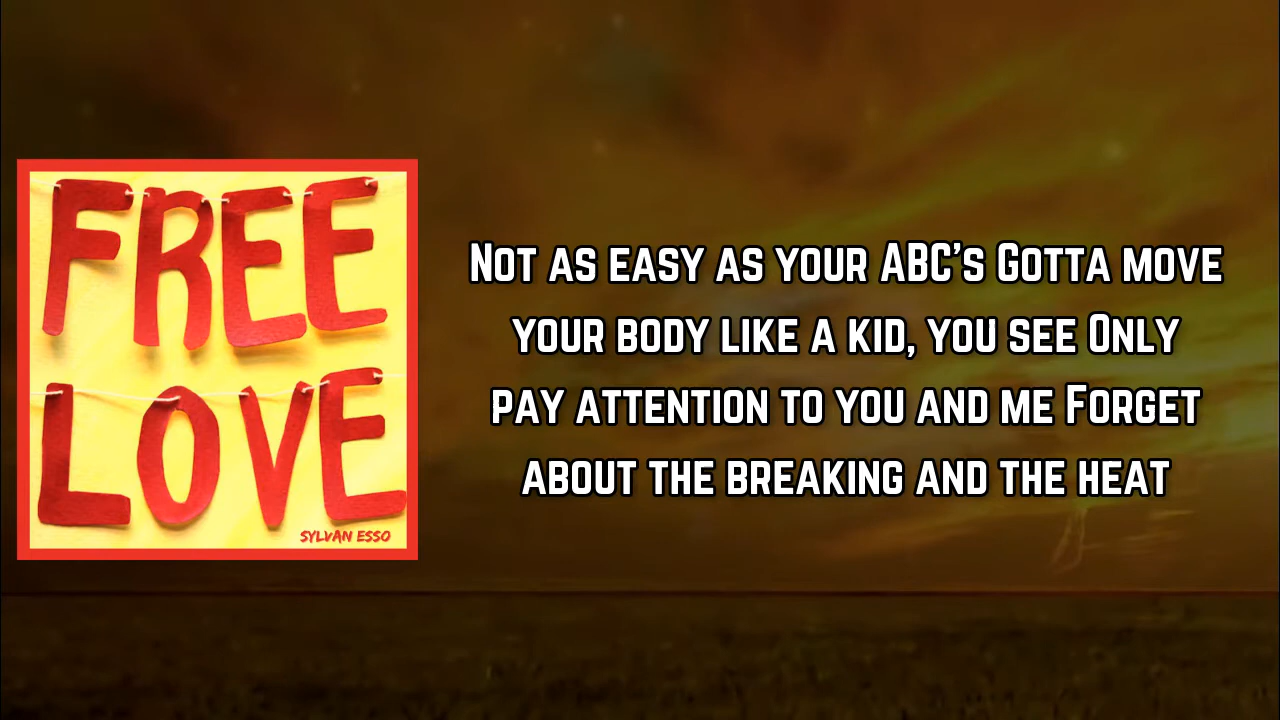 FREE
LOVE
SYLVAN ESSO
Not as easy as your ABC's Gotta move
your body like a kid, you see Only
pay attention to you and me Forget
about the breaking and the heat